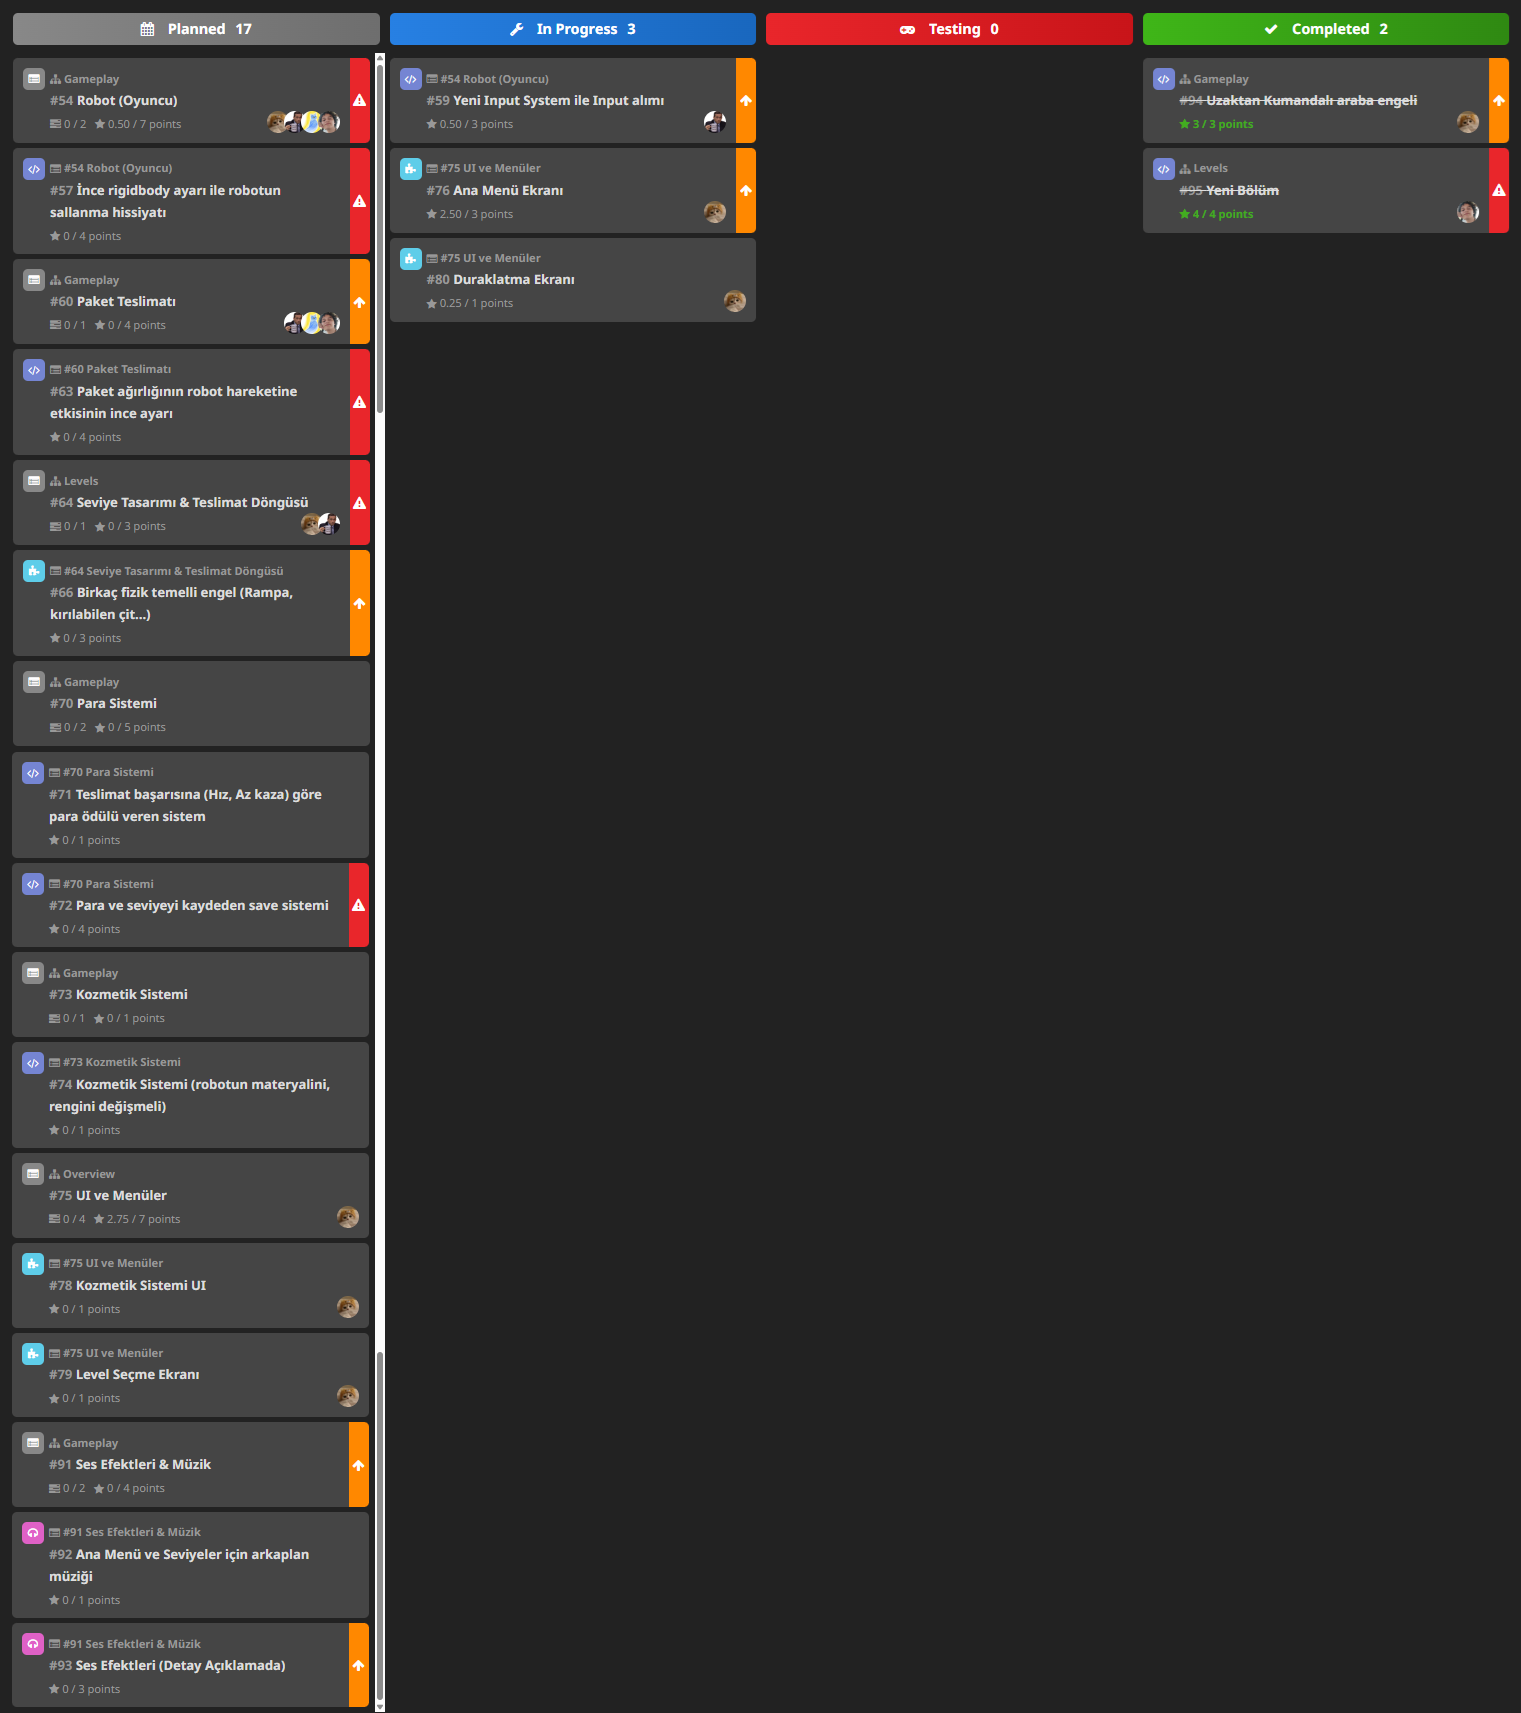 Planned 17
#54 Robot (Oyuncu)
Gameplay
0 / 2 0.50 / 7 points
#54 Robot (Oyuncu)
#57 İnce rigidbody ayarı ile robotun
sallanma hissiyatı
0 / 4 points
Gameplay
#60 Paket Teslimatı
0 / 1 0 / 4 points
#60 Paket Teslimatı
#63 Paket ağırlığının robot hareketine
etkisinin ince ayarı
0 / 4 points
Levels
#64 Seviye Tasarımı & Teslimat Döngüsü
0 / 1 0 / 3 points
#64 Seviye Tasarımı & Teslimat Döngüsü
#66 Birkaç fizik temelli engel (Rampa,
kırılabilen çit...)
0 / 3 points
Gameplay
#70 Para Sistemi
0 / 2 0 / 5 points
#70 Para Sistemi
#71 Teslimat başarısına (Hız, Az kaza) göre
para ödülü veren sistem
0 / 1 points
#70 Para Sistemi
#72 Para ve seviyeyi kaydeden save sistemi
0 / 4 points
Gameplay
#73 Kozmetik Sistemi
0 / 1 0 / 1 points
#73 Kozmetik Sistemi
#74 Kozmetik Sistemi (robotun materyalini,
rengini değişmeli)
0 / 1 points
Overview
#75 UI ve Menüler
0 / 4 2.75 / 7 points
#75 UI ve Menüler
#78 Kozmetik Sistemi UI
0 / 1 points
#75 UI ve Menüler
#79 Level Seçme Ekranı
0 / 1 points
Gameplay
#91 Ses Efektleri & Müzik
0 / 2 0 / 4 points
#91 Ses Efektleri & Müzik
#92 Ana Menü ve Seviyeler için arkaplan
müziği
0 / 1 points
#91 Ses Efektleri & Müzik
#93 Ses Efektleri (Detay Açıklamada)
0 / 3 points
In Progress 3
#54 Robot (Oyuncu)
#59 Yeni Input System ile Input alımı
0.50 / 3 points
#75 UI ve Menüler
#76 Ana Menü Ekranı
2.50 / 3 points
#75 UI ve Menüler
#80 Duraklatma Ekranı
0.25 / 1 points
Testing 0
Completed 2
Gameplay
#94 Uzaktan Kumandalı araba engeli
3 / 3 points
Levels
#95 Yeni Bölüm
4 / 4 points